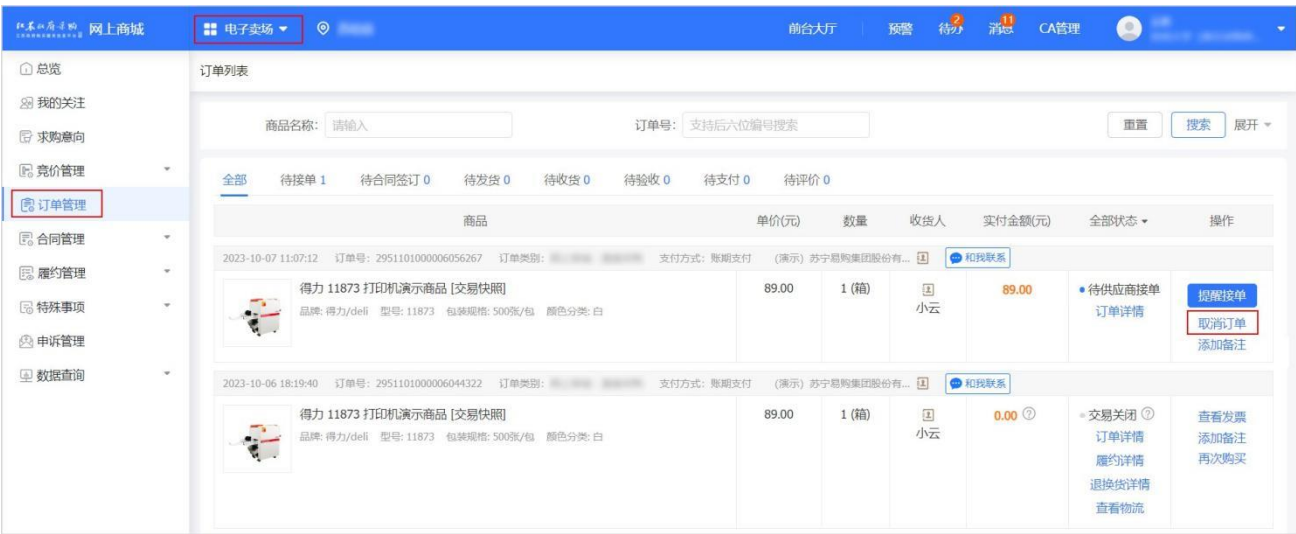 网上商城
电子卖场
前台大厅 预警 待办 2 消息 11 CA管理
总览
我的关注
求购意向
竞价管理
订单管理
合同管理
履约管理
特殊事项
申诉管理
数据查询
订单列表
商品名称: 请输入 订单号: 支持后六位编号搜索 重置 搜索 展开
全部 待接单 1 待合同签订 0 待发货 0 待收货 0 待验收 0 待支付 0 待评价 0
商品 单价(元) 数量 收货人 实付金额(元) 全部状态 操作
2023-10-07 11:07:12 订单号: 2951101000006056267 订单类别: 支付方式: 账期支付 (演示) 苏宁易购集团股份有... 和我联系
得力 11873 打印机演示商品 [交易快照] 89.00 1 (箱) 小云 89.00 待供应商接单 提醒接单
品牌: 得力/deli 型号: 11873 包装规格: 500张/包 颜色分类: 白 订单详情 取消订单
添加备注
2023-10-06 18:19:40 订单号: 2951101000006044322 订单类别: 支付方式: 账期支付 (演示) 苏宁易购集团股份有... 和我联系
得力 11873 打印机演示商品 [交易快照] 89.00 1 (箱) 小云 0.00 交易关闭 查看发票
品牌: 得力/deli 型号: 11873 包装规格: 500张/包 颜色分类: 白 订单详情 添加备注
履约详情 再次购买
退换货详情
查看物流